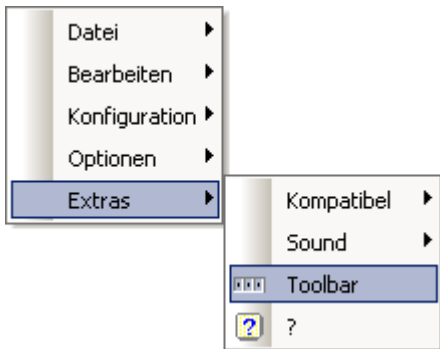 Datei
Bearbeiten
Konfiguration
Optionen
Extras
Kompatibel
Sound
Toolbar
? ?